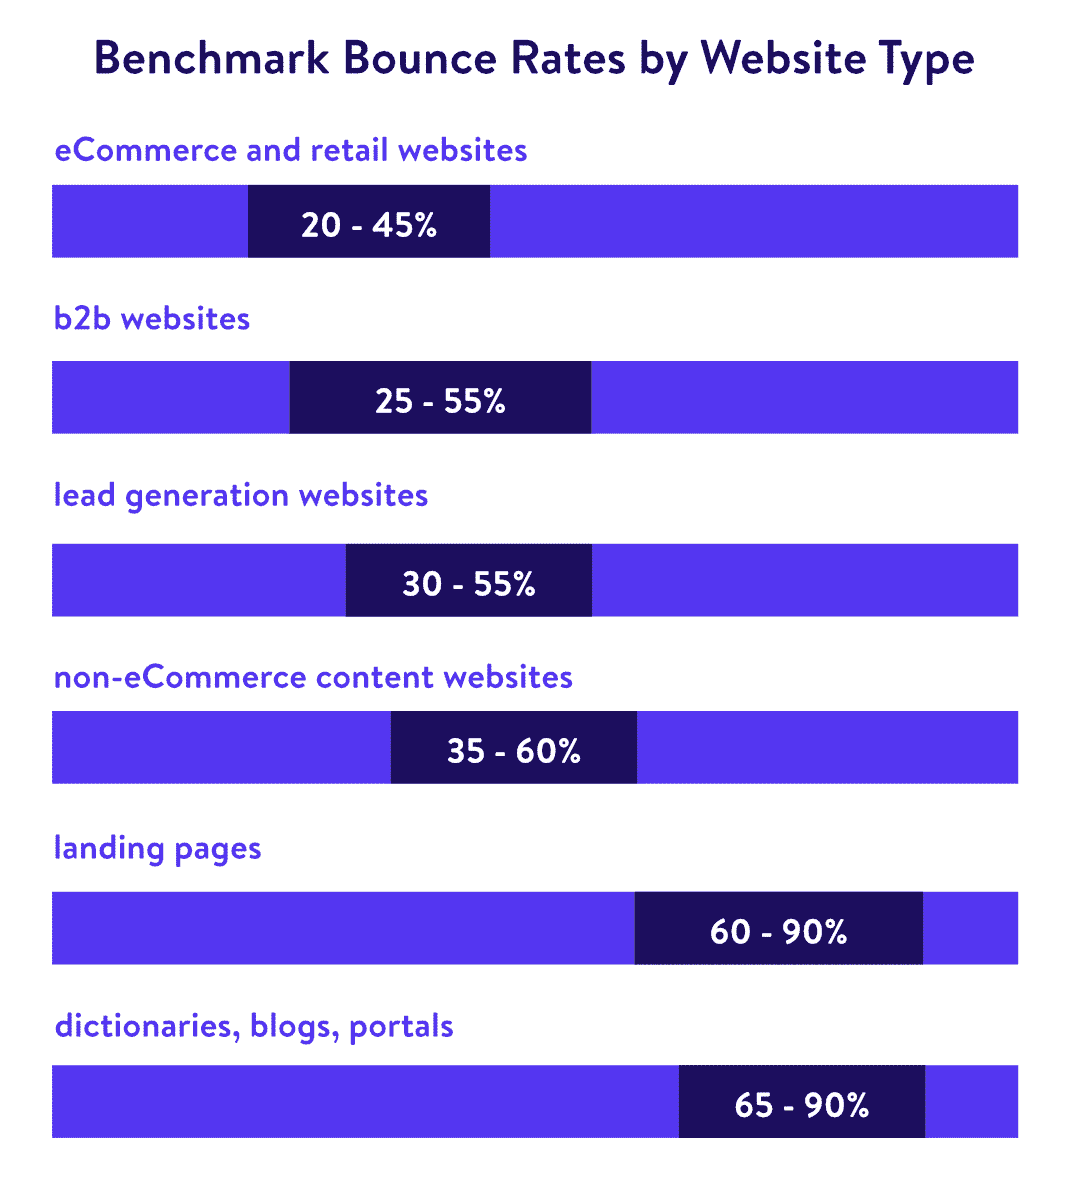 Benchmark Bounce Rates by Website Type
eCommerce and retail websites
20 - 45%
b2b websites
25 - 55%
lead generation websites
30 - 55%
non-eCommerce content websites
35 - 60%
landing pages
60 - 90%
dictionaries, blogs, portals
65 - 90%